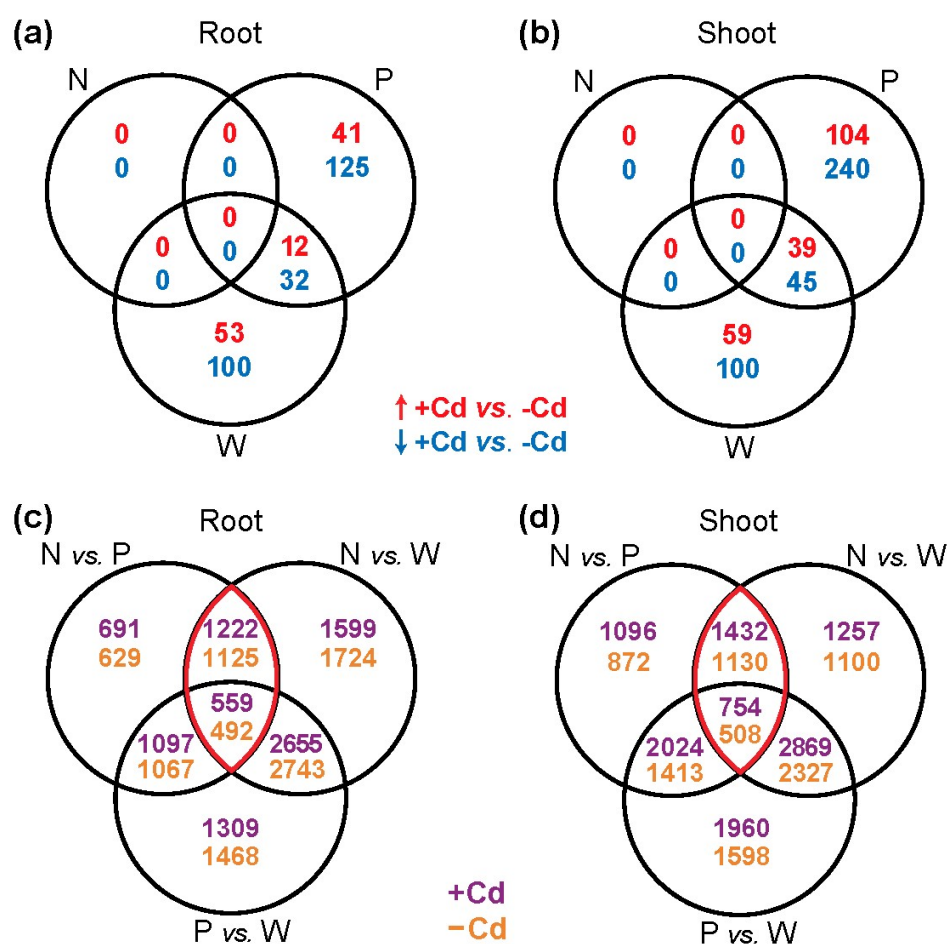 (a) Root
N P
0 0 41
0 0 125
0
0 0 12
0 32
53
100
W
(b) Shoot
N P
0 0 104
0 0 240
0
0 0 39
0 45
59
100
W
↑ +Cd vs. -Cd
↓ +Cd vs. -Cd
(c) Root
N vs. P N vs. W
691 1222 1599
629 1125 1724
559
492
1097 2655
1067 2743
1309
1468
P vs. W
(d) Shoot
N vs. P N vs. W
1096 1432 1257
872 1130 1100
754
508
2024 2869
1413 2327
1960
1598
P vs. W
+Cd
−Cd